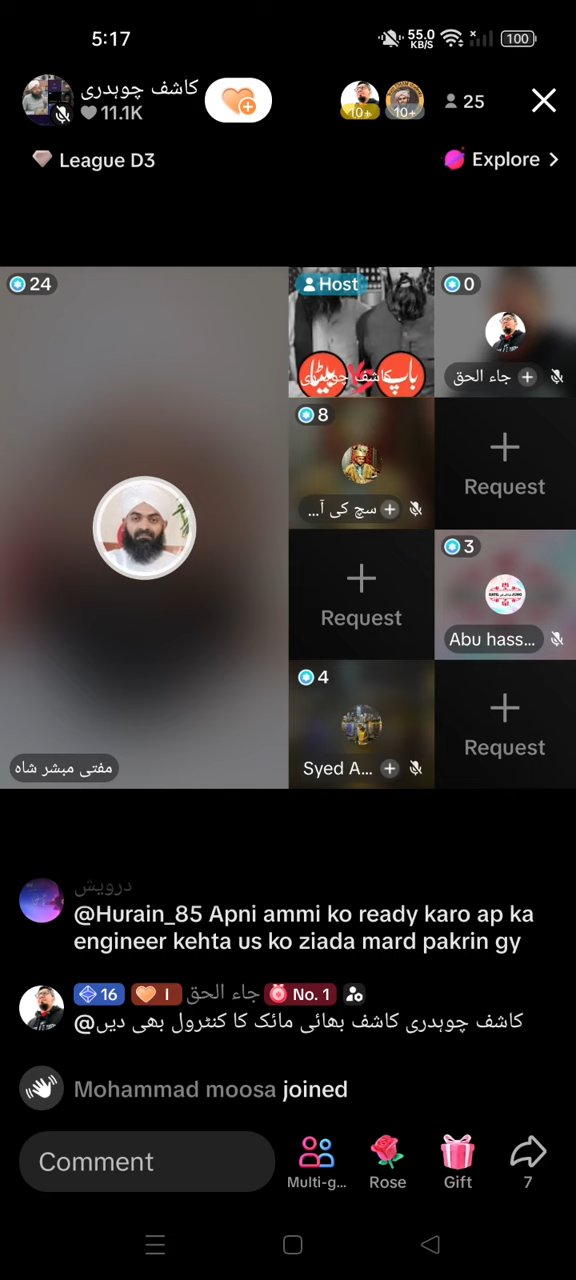 5:17
55.0 KB/S
100
کاشف چوہدری
11.1K
10+
10+
25
League D3
Explore
24
Host
بیٹا
باپ
کاشف چوہدری
0
جاء الحق
8
سچ کی آ...
Request
Request
3
Abu hass...
4
Syed A...
Request
مفتی مبشر شاہ
درویش
@Hurain_85 Apni ammi ko ready karo ap ka
engineer kehta us ko ziada mard pakrin gy
16 I جاء الحق No. 1
@کاشف چوہدری کاشف بھائی مائک کا کنٹرول بھی دیں
Mohammad moosa joined
Comment
Multi-g...
Rose
Gift
7